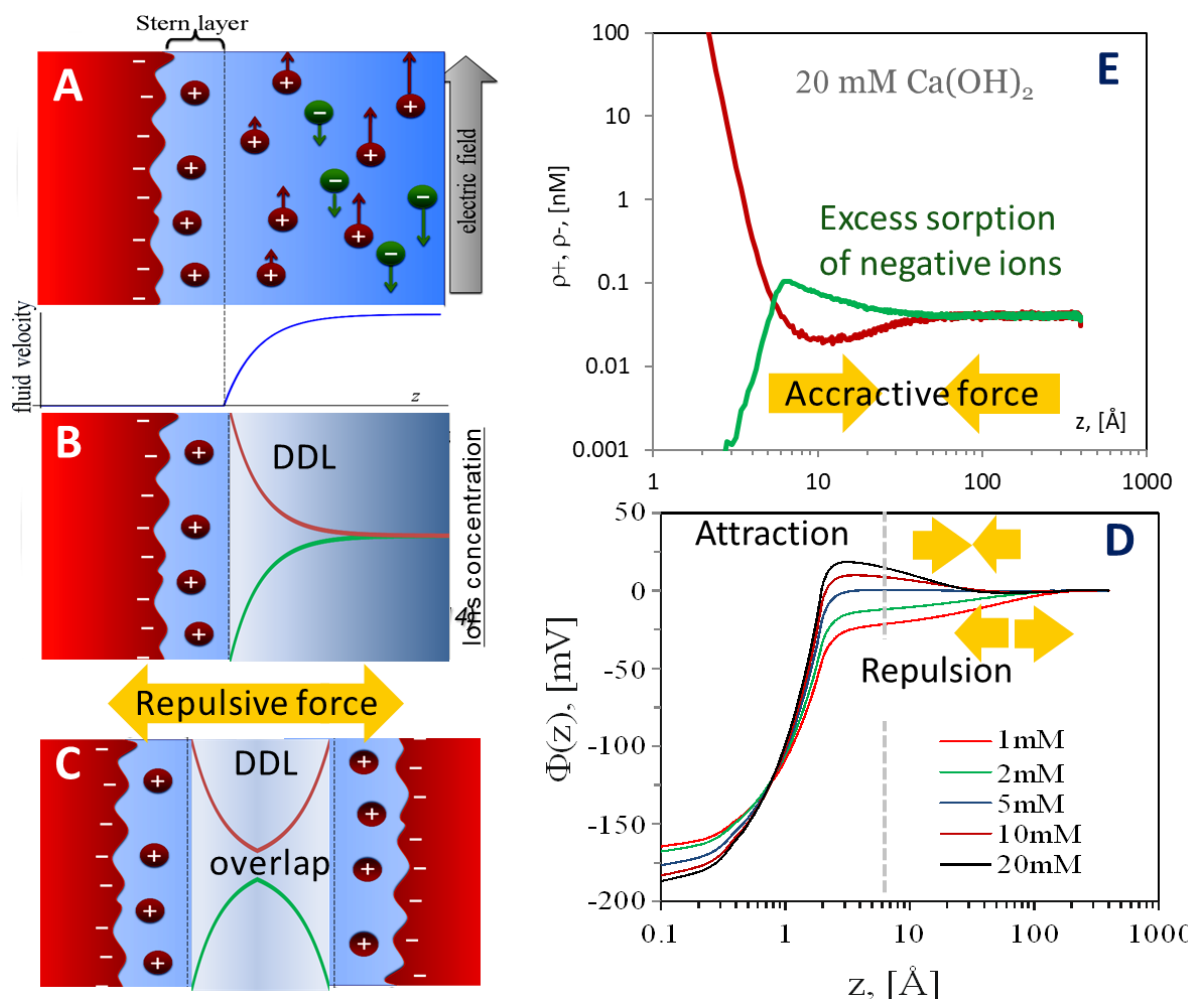 Stern layer
A
electric field
fluid velocity
z
B
DDL
Ions concentration
Repulsive force
C
DDL
overlap
E
20 mM Ca(OH)₂
ρ+, ρ-, [nM]
100
10
1
0.1
0.01
0.001
Excess sorption
of negative ions
Accractive force
z, [Å]
1
10
100
1000
D
Attraction
Repulsion
Φ(z), [mV]
50
0
-50
-100
-150
-200
1mM
2mM
5mM
10mM
20mM
0.1
1
10
100
1000
z, [Å]